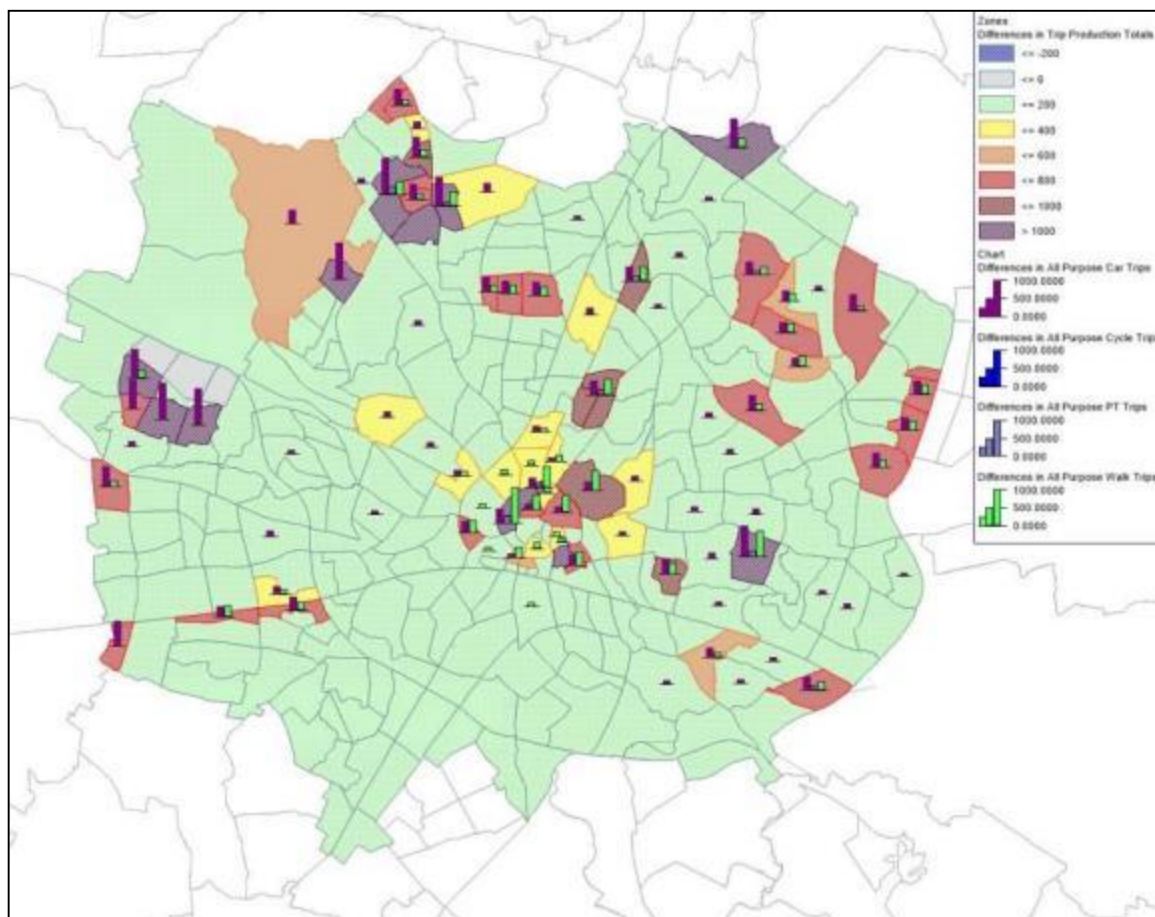 Zones
Differences in Trip Production Totals
<= -200
<= 0
<= 200
<= 400
<= 600
<= 800
<= 1000
> 1000
Chart
Differences in All Purpose Car Trips
1000.0000
500.0000
0.0000
Differences in All Purpose Cycle Trip
1000.0000
500.0000
0.0000
Differences in All Purpose PT Trips
1000.0000
500.0000
0.0000
Differences in All Purpose Walk Trips
1000.0000
500.0000
0.0000